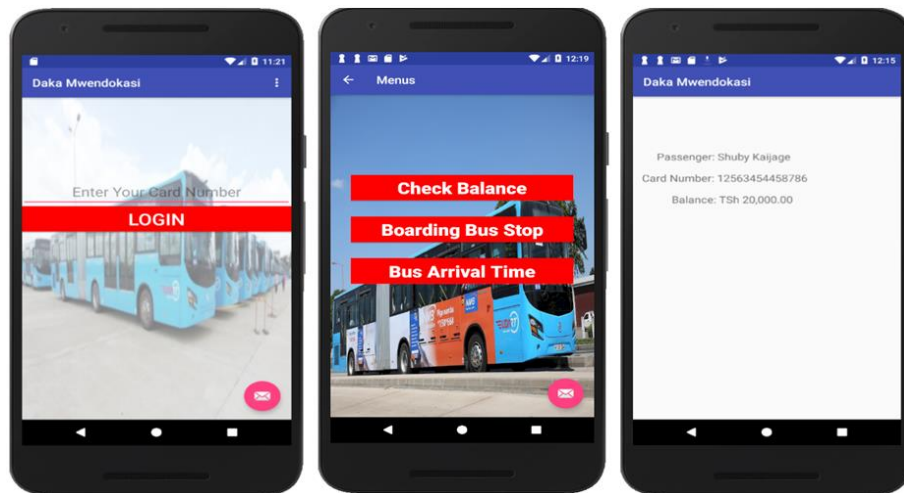 11:21
Daka Mwendokasi
Enter Your Card Number
LOGIN
12:19
Menus
Check Balance
Boarding Bus Stop
Bus Arrival Time
NMB
12:15
Daka Mwendokasi
Passenger: Shuby Kaijage
Card Number: 12563454458786
Balance: TSh 20,000.00